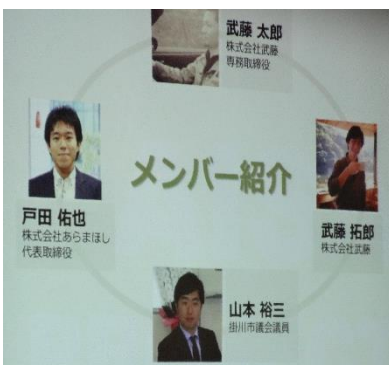 武藤 太郎
株式会社武藤
専務取締役
メンバー紹介
戸田 佑也
株式会社あらまほし
代表取締役
武藤 拓郎
株式会社武藤
山本 裕三
掛川市議会議員